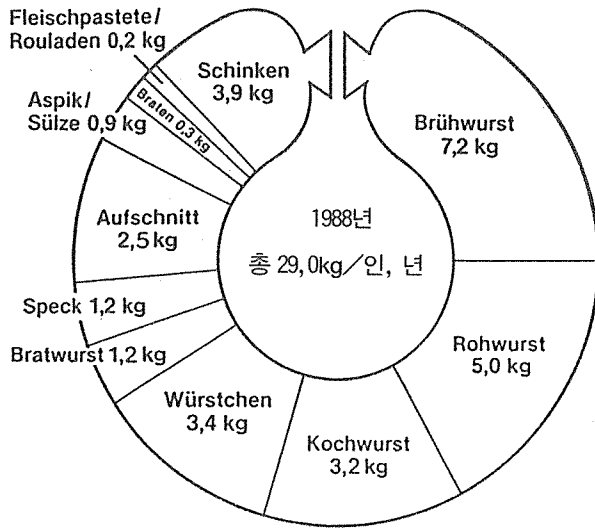 Fleischpastete/
Rouladen 0,2 kg
Schinken
3,9 kg
Braten 0,3 kg
Aspik/
Sülze 0,9 kg
Brühwurst
7,2 kg
Aufschnitt
2,5 kg
1988년
총 29,0kg/인, 년
Speck 1,2 kg
Bratwurst 1,2 kg
Rohwurst
5,0 kg
Würstchen
3,4 kg
Kochwurst
3,2 kg